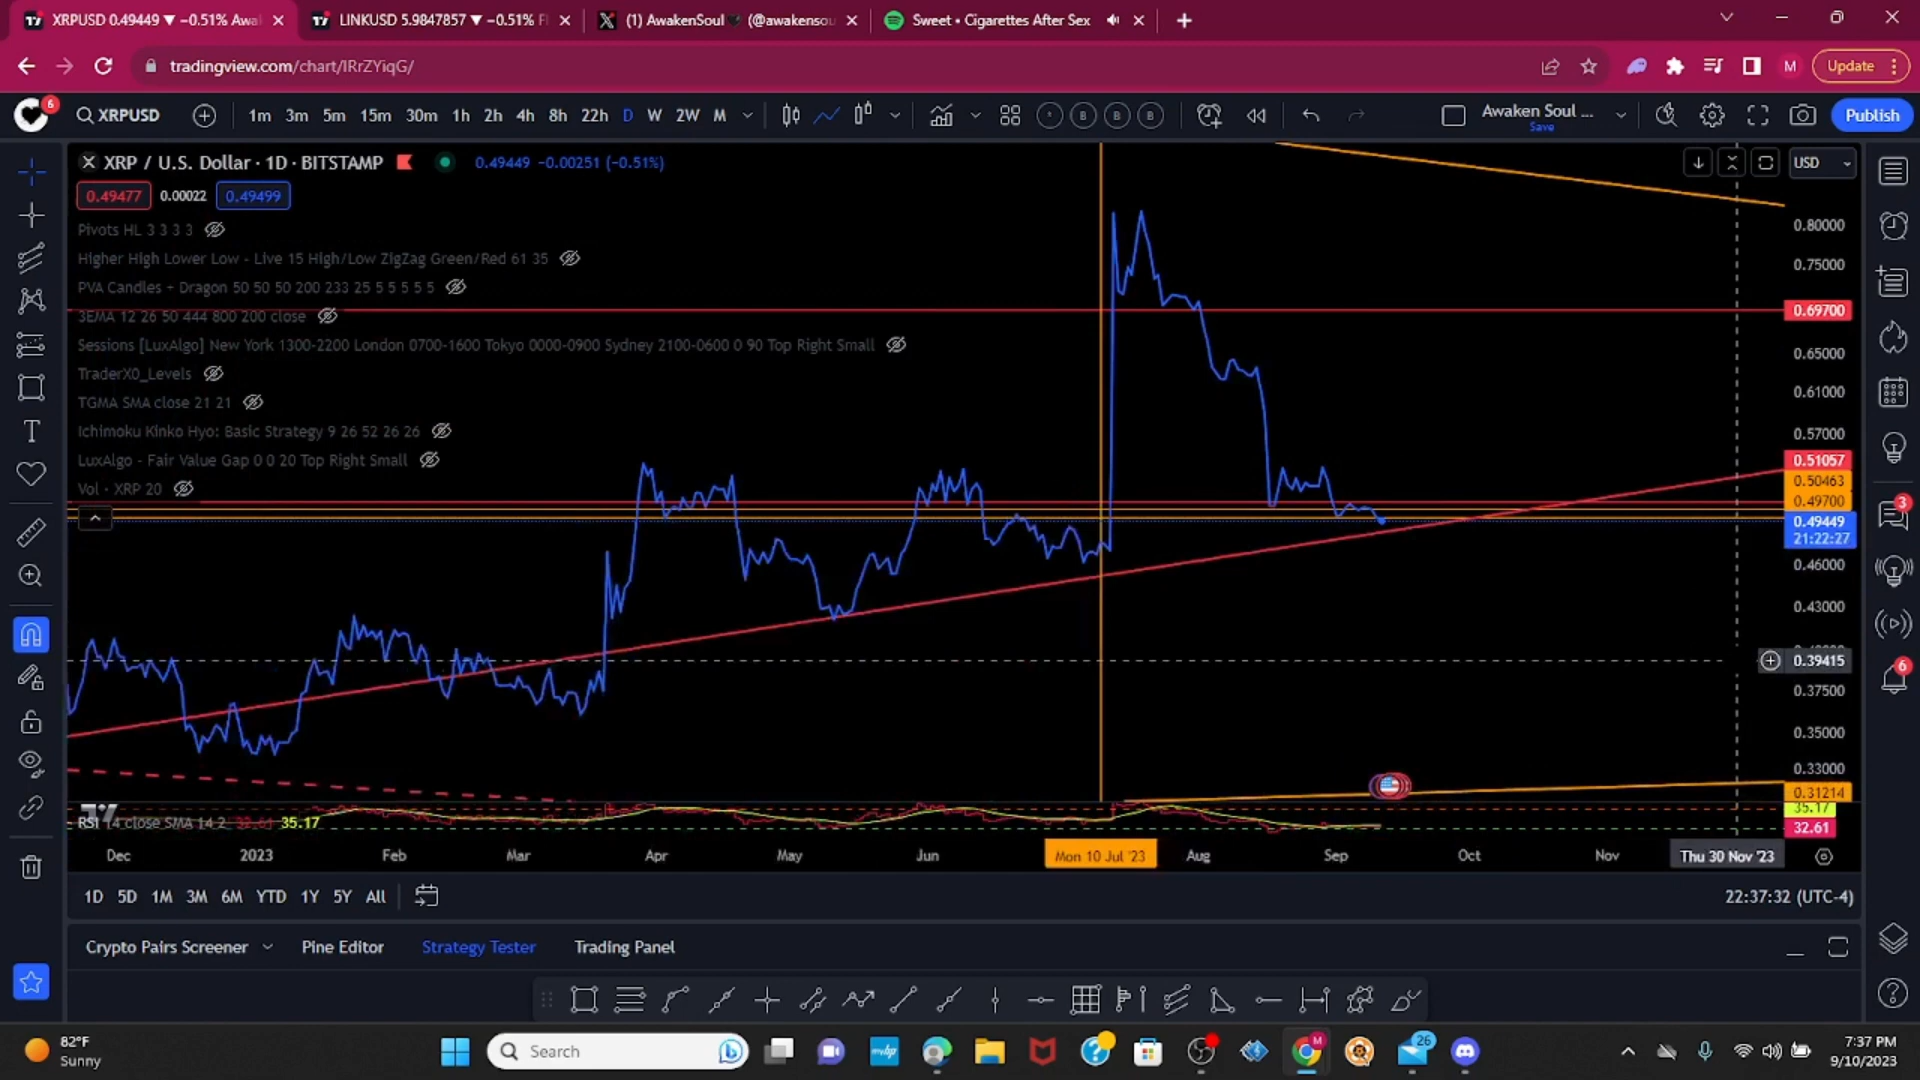 XRPUSD 0.49449 ▼ −0.51% Awa
LINKUSD 5.9847857 ▼ −0.51% F
(1) AwakenSoul (@awakensou
Sweet • Cigarettes After Sex
tradingview.com/chart/IRrZYiqG/
M
Update
6
XRPUSD
1m 3m 5m 15m 30m 1h 2h 4h 8h 22h D W 2W M
B B B
Awaken Soul ...
Save
Publish
XRP / U.S. Dollar · 1D · BITSTAMP
0.49449 −0.00251 (−0.51%)
USD
0.49477 0.00022 0.49499
Pivots HL 3 3 3 3
Higher High Lower Low - Live 15 High/Low ZigZag Green/Red 61 35
PVA Candles + Dragon 50 50 50 200 233 25 5 5 5 5 5
3EMA 12 26 50 444 800 200 close
Sessions [LuxAlgo] New York 1300-2200 London 0700-1600 Tokyo 0000-0900 Sydney 2100-0600 0 90 Top Right Small
TraderX0_Levels
TGMA SMA close 21 21
Ichimoku Kinko Hyo: Basic Strategy 9 26 52 26 26
LuxAlgo - Fair Value Gap 0 0 20 Top Right Small
Vol · XRP 20
0.80000
0.75000
0.69700
0.65000
0.61000
0.57000
0.51057
0.50463
0.49700
0.49449
21:22:27
0.46000
0.43000
0.39415
0.37500
0.35000
0.33000
0.31214
35.17
32.61
3
6
RSI 14 close SMA 14 2 32.61 35.17
Dec 2023 Feb Mar Apr May Jun Mon 10 Jul '23 Aug Sep Oct Nov Thu 30 Nov '23
1D 5D 1M 3M 6M YTD 1Y 5Y All
22:37:32 (UTC-4)
Crypto Pairs Screener Pine Editor Strategy Tester Trading Panel
82°F
Sunny
Search
mybp
26
7:37 PM
9/10/2023